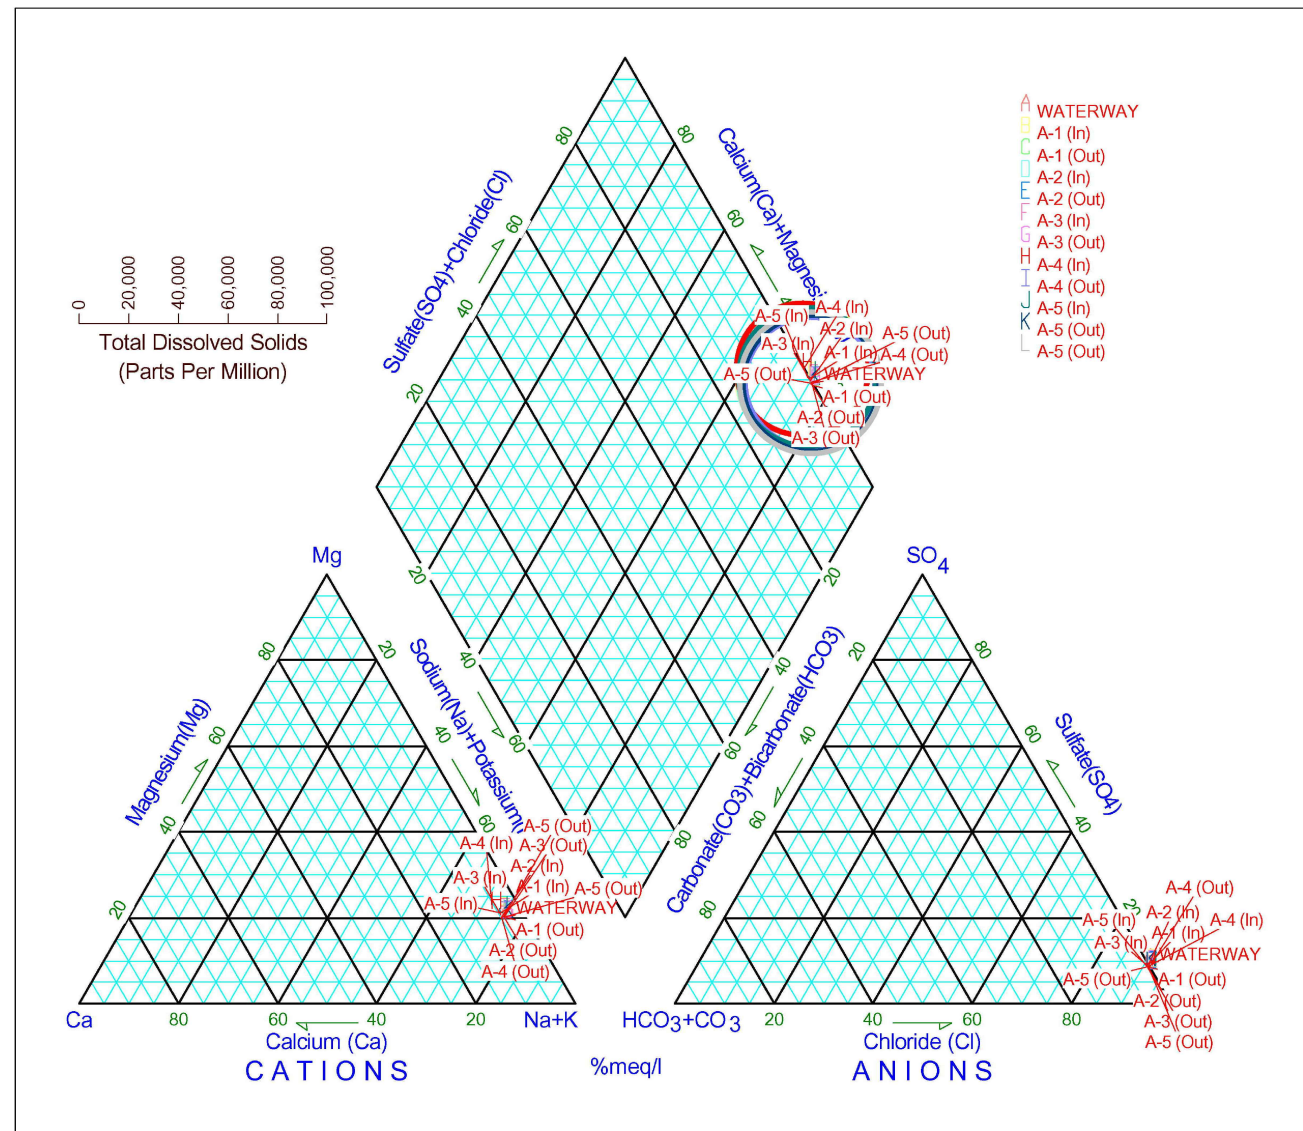 80
80
Sulfate(SO4)+Chloride(Cl)
Calcium(Ca)+Magnesi
60
60
40
4
20
A
WATERWAY
B
A-1 (In)
C
A-1 (Out)
D
A-2 (In)
E
A-2 (Out)
F
A-3 (In)
G
A-3 (Out)
H
A-4 (In)
I
A-4 (Out)
J
A-5 (In)
K
A-5 (Out)
L
A-5 (Out)
0
20,000
40,000
60,000
80,000
100,000
Total Dissolved Solids
(Parts Per Million)
A-4 (In)
A-5 (In)
A-2 (In)
A-5 (Out)
A-3 (In)
A-1 (In)
A-4 (Out)
A-5 (Out)
WATERWAY
A-1 (Out)
A-2 (Out)
A-3 (Out)
20
40
60
Sodium(Na)+Potassium(
20
40
60
80
Carbonate(CO3)+Bicarbonate(HCO3)
Mg
80
60
40
20
Magnesium(Mg)
20
40
60
A-5 (Out)
A-4 (In)
A-3 (Out)
A-2 (In)
A-3 (In)
A-1 (In)
A-5 (Out)
A-5 (In)
WATERWAY
A-1 (Out)
A-2 (Out)
A-4 (Out)
Ca
80
60
40
20
Na+K
Calcium (Ca)
CATIONS
%meq/l
SO4
20
40
60
80
80
60
40
20
Sulfate(SO4)
A-4 (Out)
A-2 (In)
A-5 (In)
A-4 (In)
A-1 (In)
A-3 (In)
WATERWAY
A-5 (Out)
A-1 (Out)
A-2 (Out)
A-3 (Out)
A-5 (Out)
HCO3+CO3
20
40
60
80
Chloride (Cl)
ANIONS